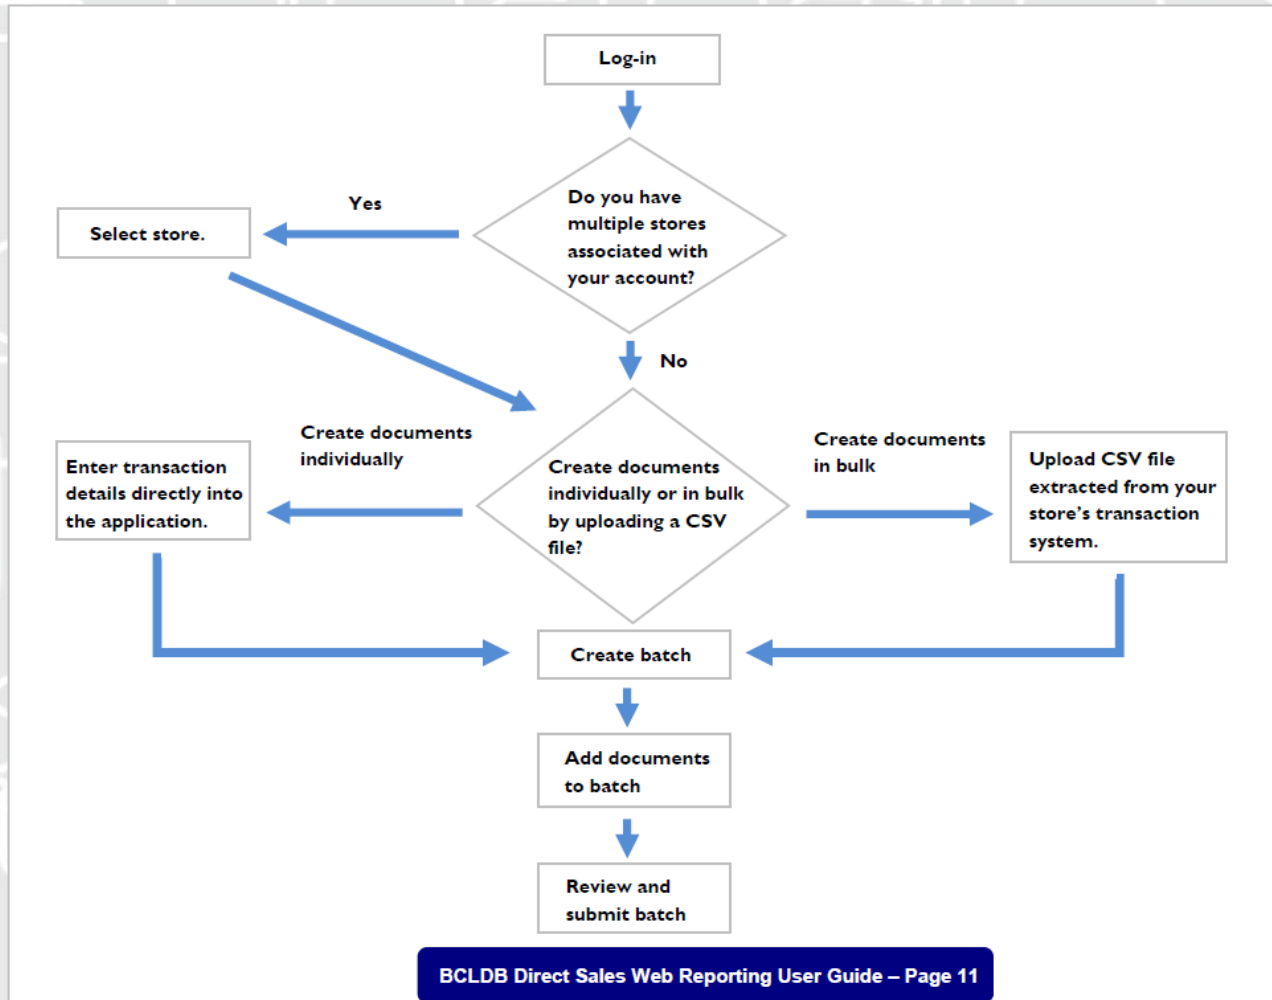 Log-in
Do you have
multiple stores
associated with
your account?
Yes
Select store.
No
Create documents
individually
Create documents
in bulk
Enter transaction
details directly into
the application.
Create documents
individually or in bulk
by uploading a CSV
file?
Upload CSV file
extracted from your
store's transaction
system.
Create batch
Add documents
to batch
Review and
submit batch
BCLDB Direct Sales Web Reporting User Guide – Page 11